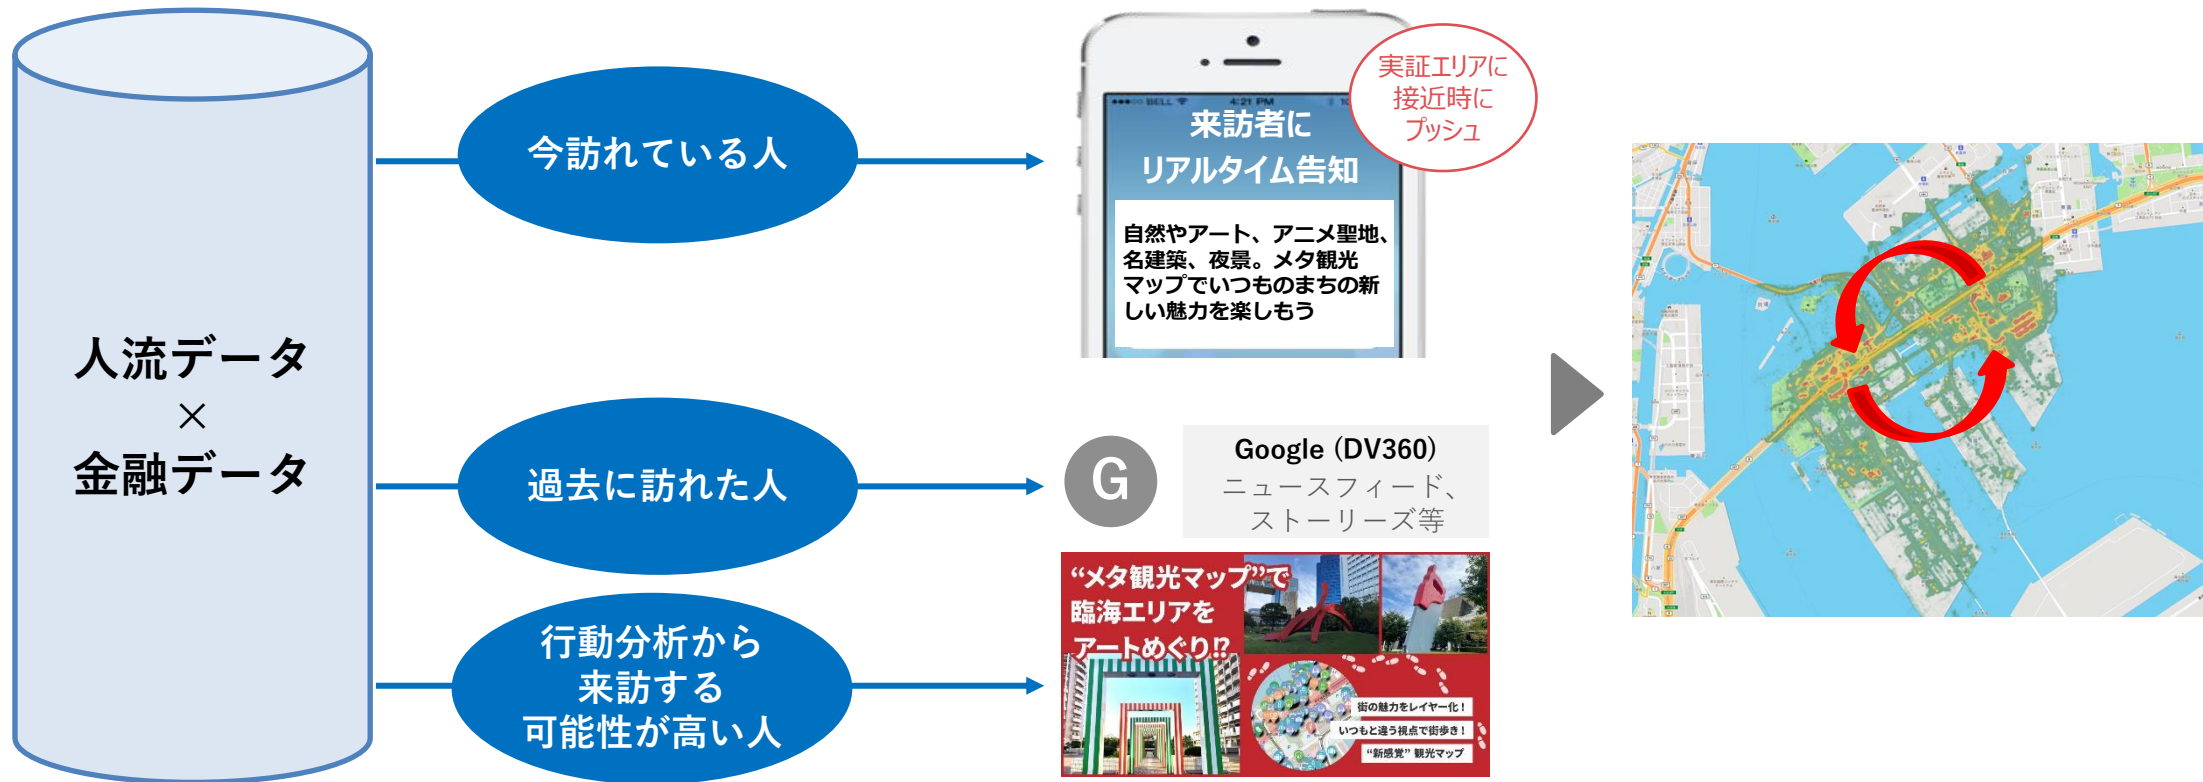 人流データ
×
金融データ
今訪れている人
過去に訪れた人
行動分析から
来訪する
可能性が高い人
BELL
4:21 PM
来訪者に
リアルタイム告知
実証エリアに
接近時に
プッシュ
自然やアート、アニメ聖地、
名建築、夜景。メタ観光
マップでいつものまちの新
しい魅力を楽しもう
G
Google (DV360)
ニュースフィード、
ストーリーズ等
“メタ観光マップ”で
臨海エリアを
アートめぐり!?
街の魅力をレイヤー化！
いつもと違う視点で街歩き！
“新感覚” 観光マップ